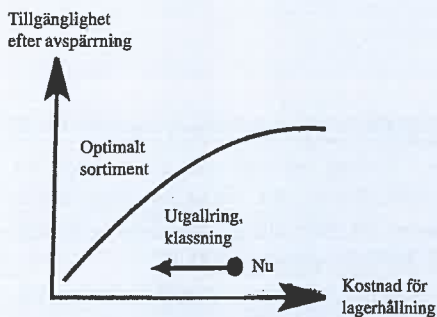 Tillgänglighet
efter avspärrning
Optimalt
sortiment
Utgallring,
klassning
Nu
Kostnad för
lagerhållning